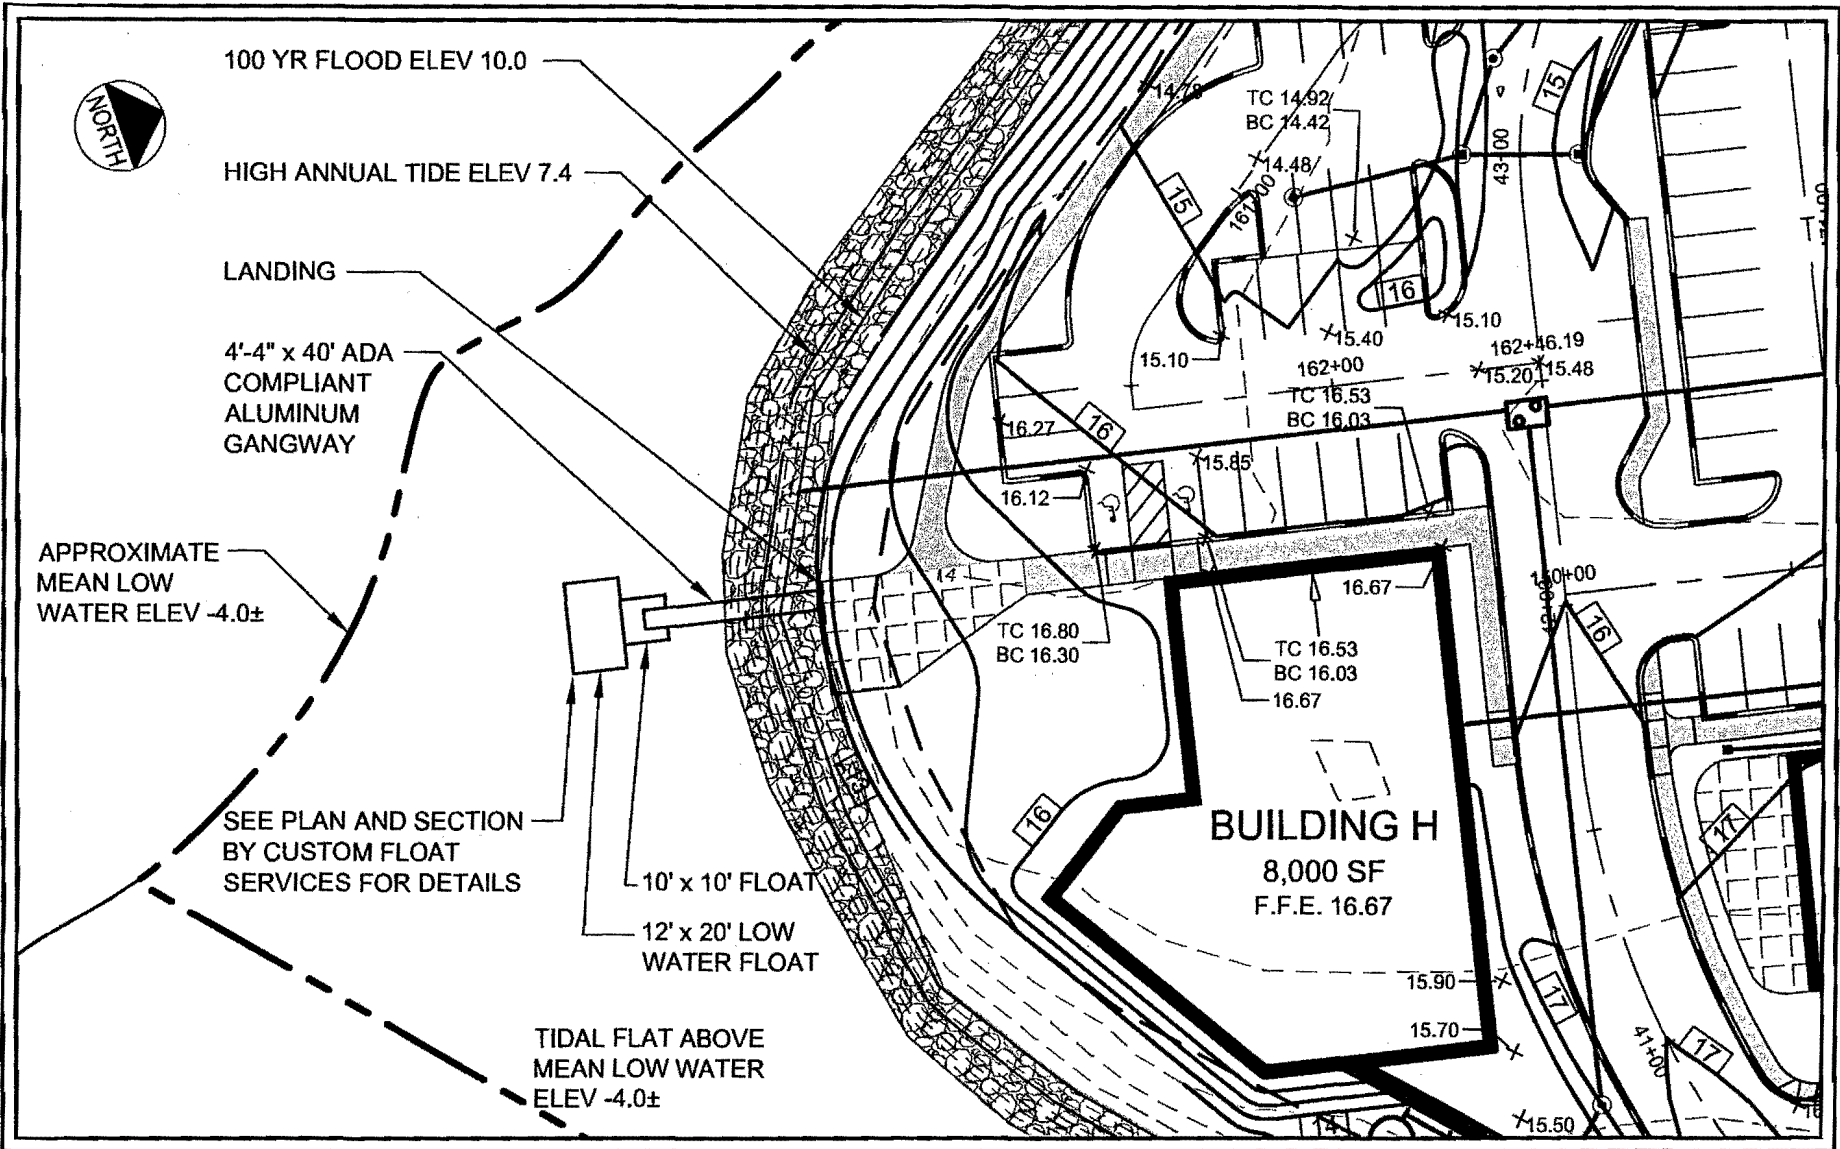 100 YR FLOOD ELEV 10.0
NORTH
HIGH ANNUAL TIDE ELEV 7.4
LANDING
4'-4" x 40' ADA
COMPLIANT
ALUMINUM
GANGWAY
APPROXIMATE
MEAN LOW
WATER ELEV -4.0±
SEE PLAN AND SECTION
BY CUSTOM FLOAT
SERVICES FOR DETAILS
10' x 10' FLOAT
12' x 20' LOW
WATER FLOAT
TIDAL FLAT ABOVE
MEAN LOW WATER
ELEV -4.0±
14.78
TC 14.92
BC 14.42
14.48
15
161+00
15
43+00
16
15.10
15.40
15.10
162+00
162+46.19
15.20
15.48
TC 16.53
BC 16.03
16
16.27
15.85
16.12
14
16.67
TC 16.80
BC 16.30
TC 16.53
BC 16.03
16.67
16
13
16
BUILDING H
8,000 SF
F.F.E. 16.67
17
15.90
17
15.70
41+00
17
14
15.50